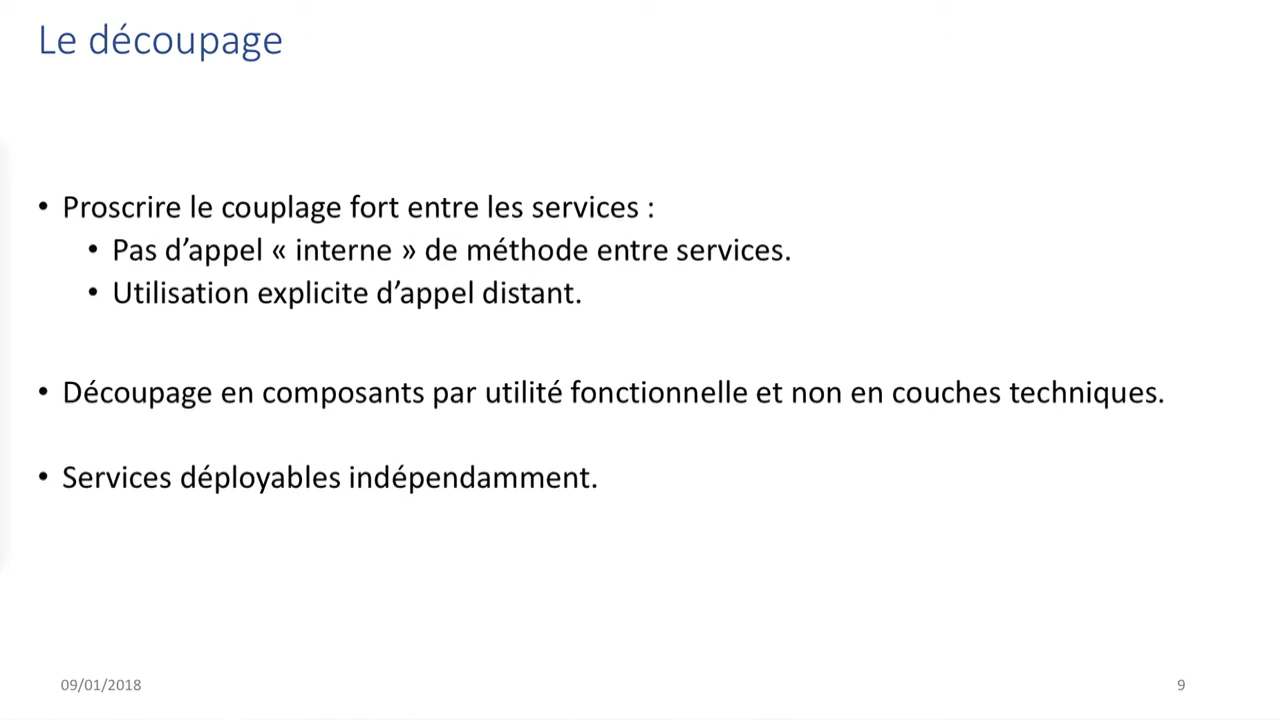 Le découpage
• Proscrire le couplage fort entre les services :
• Pas d’appel « interne » de méthode entre services.
• Utilisation explicite d’appel distant.
• Découpage en composants par utilité fonctionnelle et non en couches techniques.
• Services déployables indépendamment.
09/01/2018
9